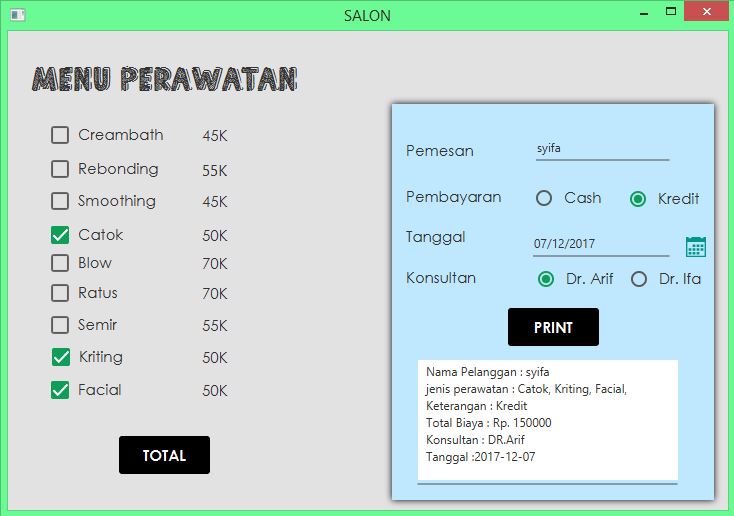 SALON
MENU PERAWATAN
Creambath 45K
Rebonding 55K
Smoothing 45K
Catok 50K
Blow 70K
Ratus 70K
Semir 55K
Kriting 50K
Facial 50K
TOTAL
Pemesan syifa
Pembayaran Cash Kredit
Tanggal 07/12/2017
Konsultan Dr. Arif Dr. Ifa
PRINT
Nama Pelanggan : syifa
jenis perawatan : Catok, Kriting, Facial,
Keterangan : Kredit
Total Biaya : Rp. 150000
Konsultan : DR.Arif
Tanggal :2017-12-07